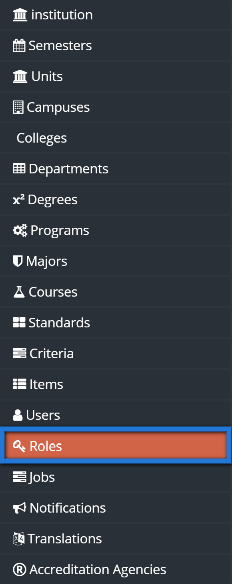 institution
Semesters
Units
Campuses
Colleges
Departments
x² Degrees
Programs
Majors
Courses
Standards
Criteria
Items
Users
Roles
Jobs
Notifications
Translations
® Accreditation Agencies